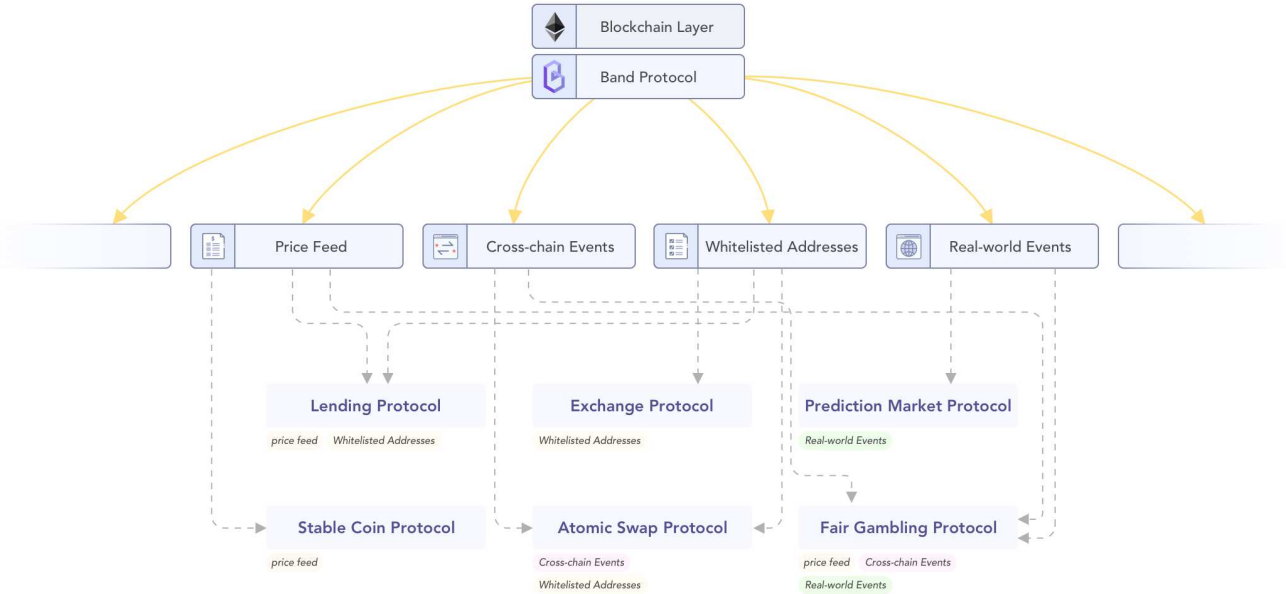 Blockchain Layer
Band Protocol
Price Feed
Cross-chain Events
Whitelisted Addresses
Real-world Events
Lending Protocol
price feed Whitelisted Addresses
Exchange Protocol
Whitelisted Addresses
Prediction Market Protocol
Real-world Events
Stable Coin Protocol
price feed
Atomic Swap Protocol
Cross-chain Events
Whitelisted Addresses
Fair Gambling Protocol
price feed Cross-chain Events
Real-world Events